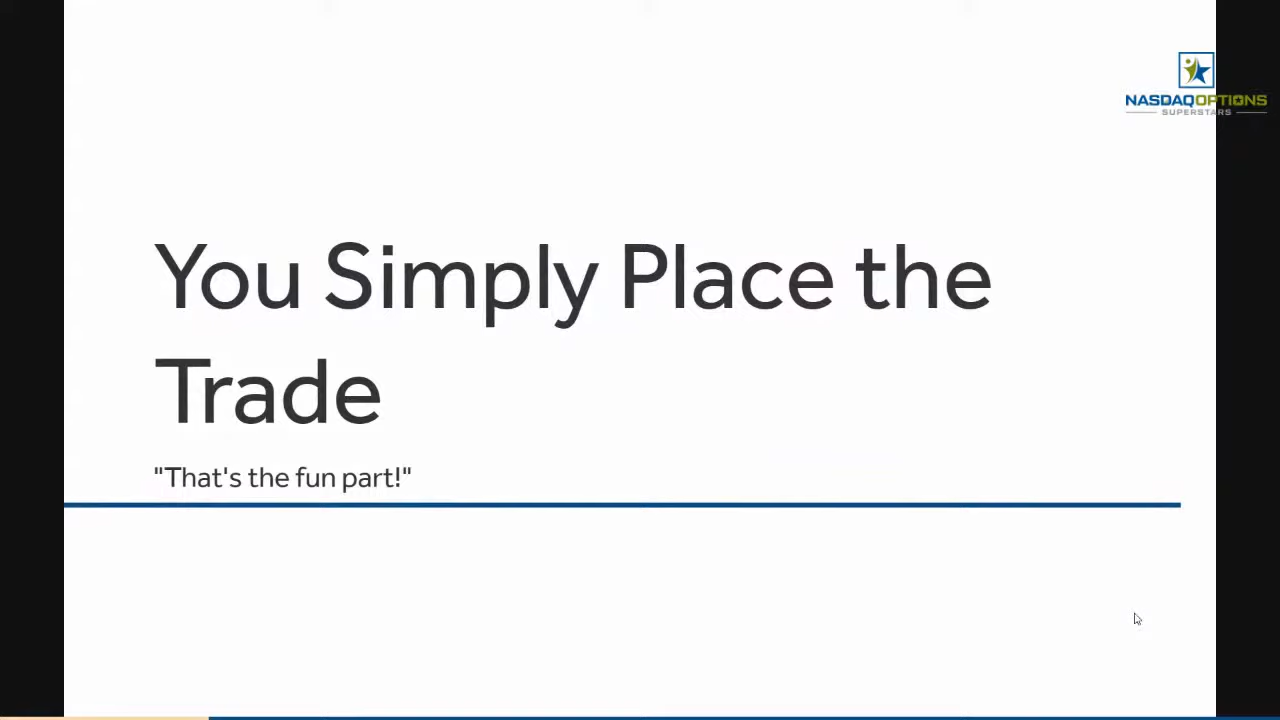 NASDAQOPTIONS
SUPERSTARS
You Simply Place the
Trade
"That's the fun part!"